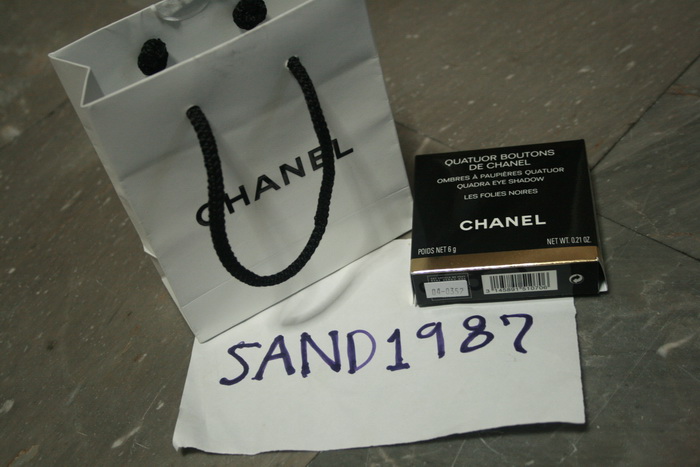 CHANEL
QUATUOR BOUTONS
DE CHANEL
OMBRES À PAUPIÈRES QUATUOR
QUADRA EYE SHADOW
LES FOLIES NOIRES
CHANEL
POIDS NET 6 g
NET WT. 0.21 OZ.
SAND1987